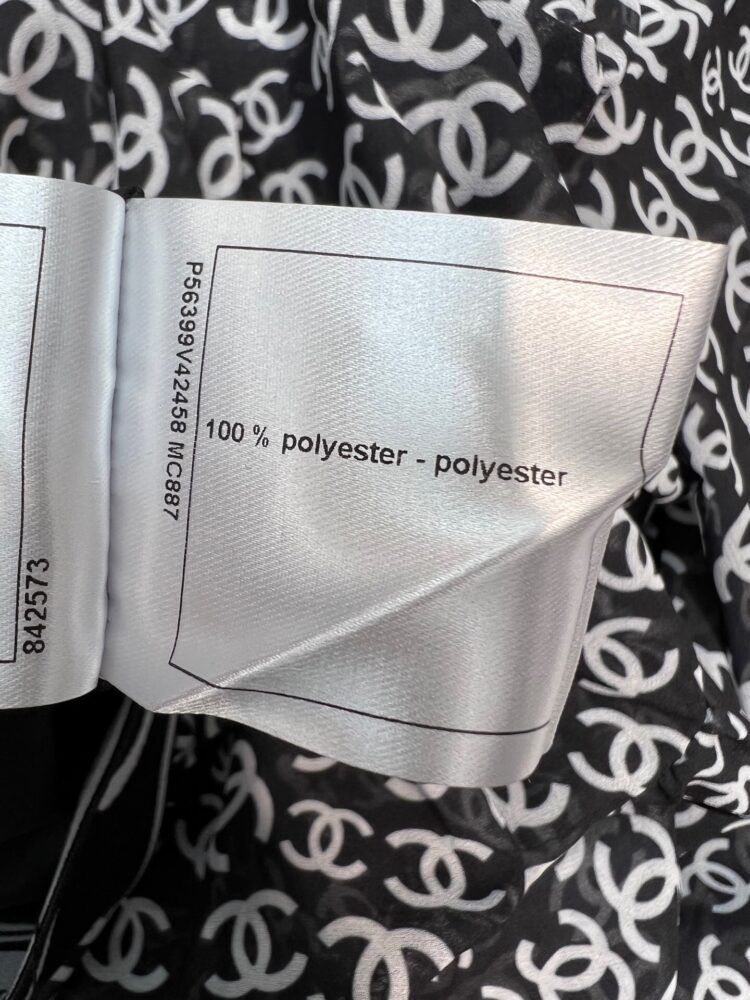 P56399V42458 MC887
100 % polyester - polyester
842573